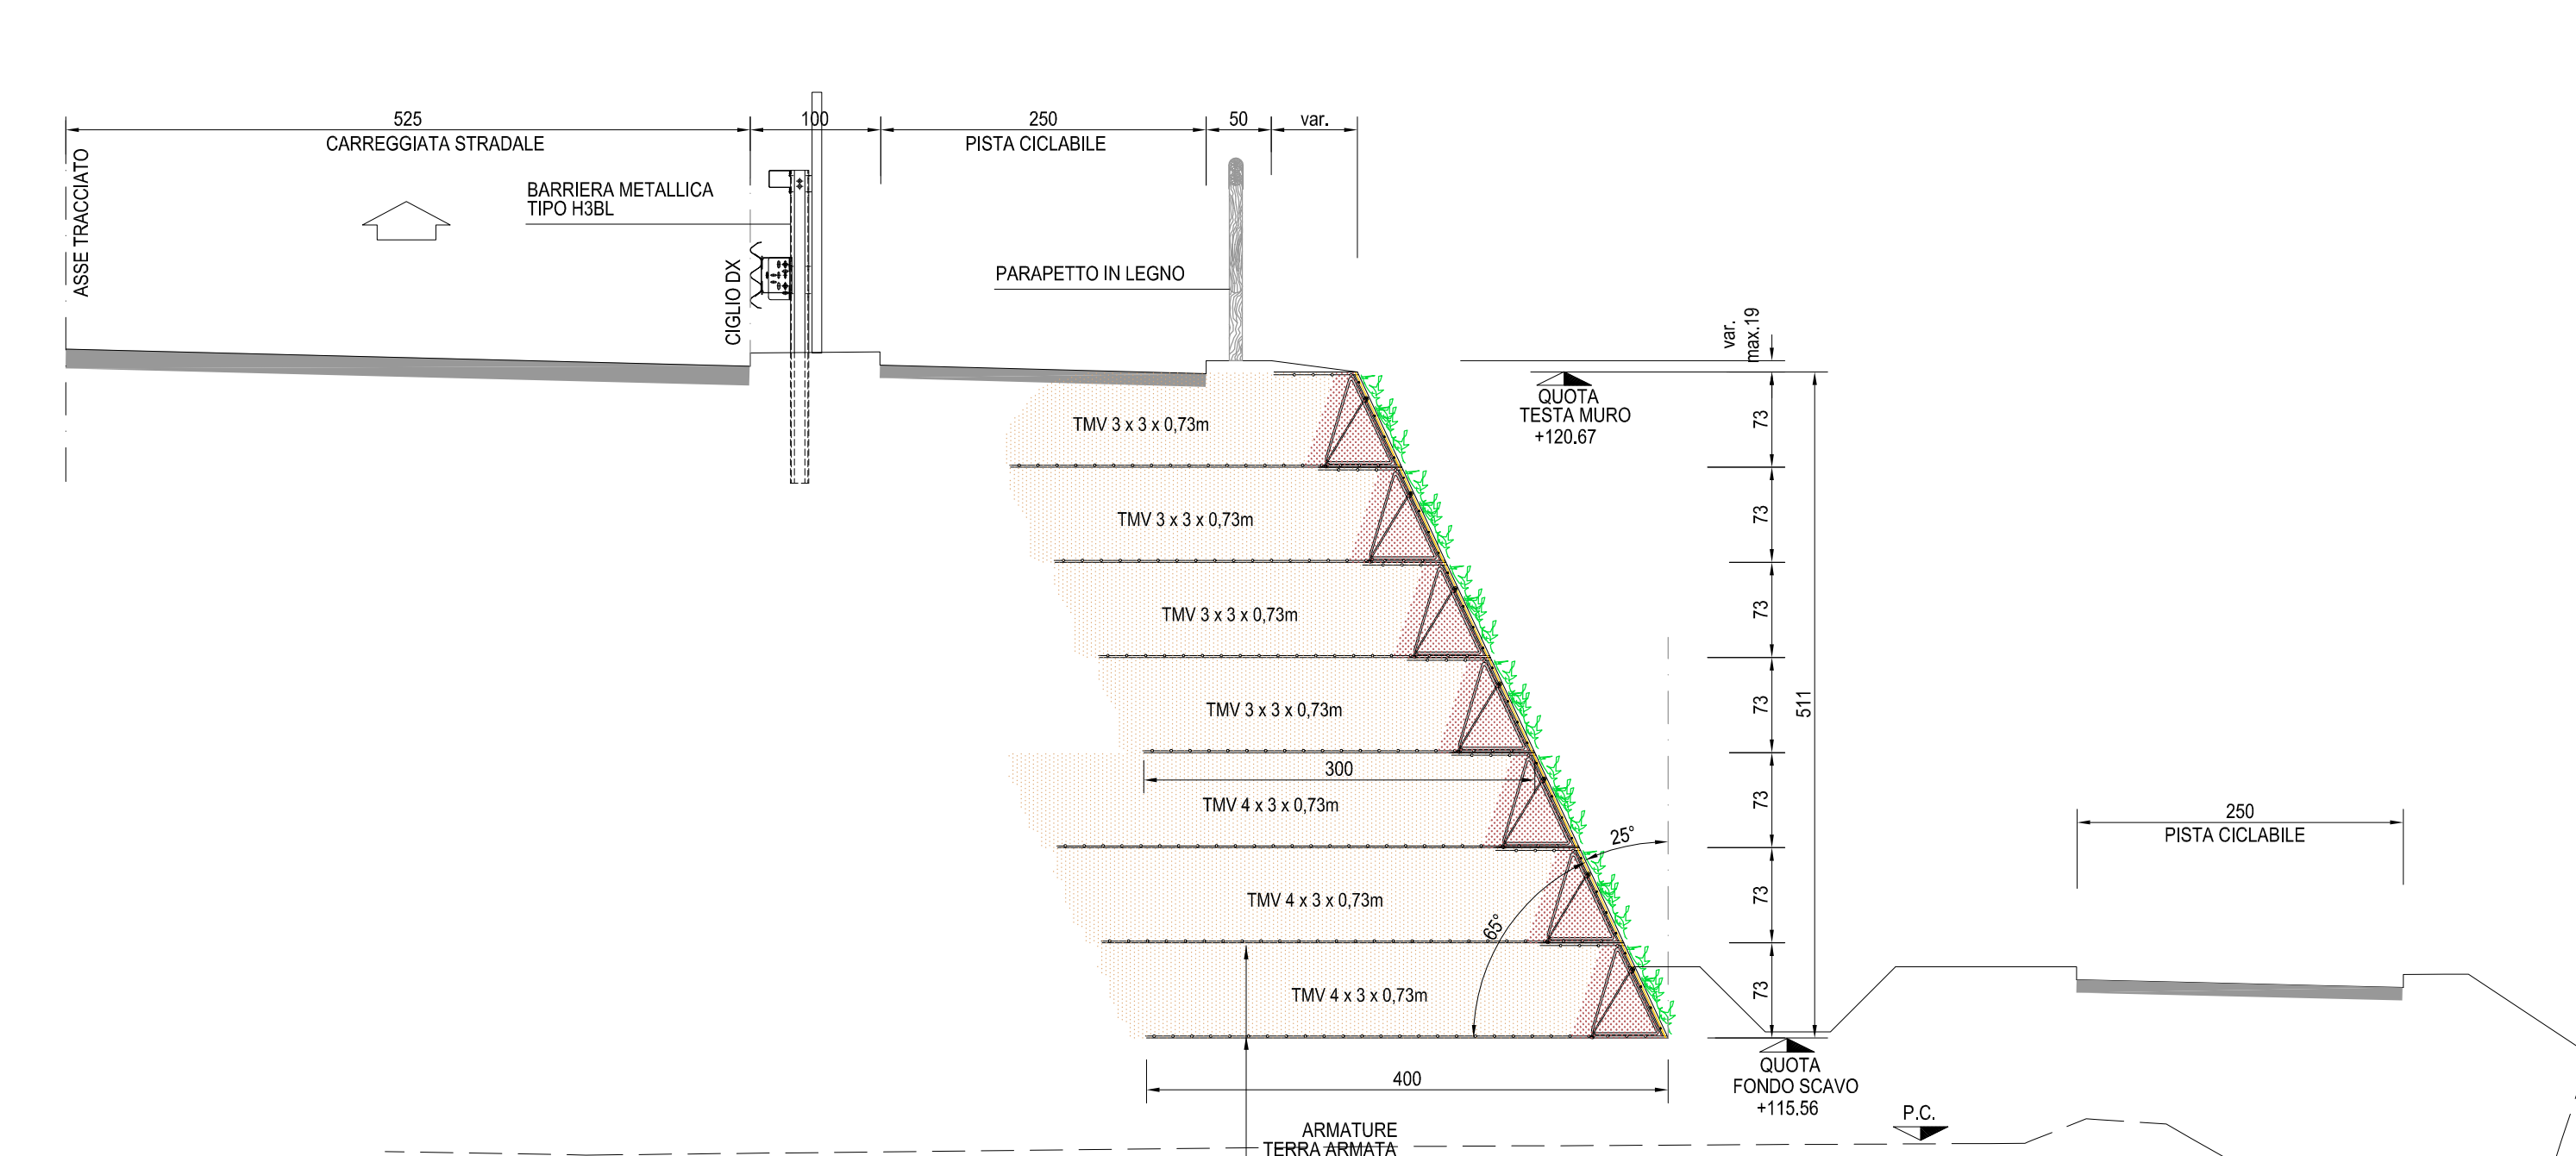 525
100
250
50
var.
CARREGGIATA STRADALE
PISTA CICLABILE
ASSE TRACCIATO
BARRIERA METALLICA
TIPO H3BL
CIGLIO DX
PARAPETTO IN LEGNO
var.
max.19
QUOTA
TESTA MURO
+120.67
TMV 3 x 3 x 0,73m
73
TMV 3 x 3 x 0,73m
73
TMV 3 x 3 x 0,73m
73
TMV 3 x 3 x 0,73m
73
511
300
TMV 4 x 3 x 0,73m
73
25°
250
PISTA CICLABILE
TMV 4 x 3 x 0,73m
73
65°
TMV 4 x 3 x 0,73m
73
400
QUOTA
FONDO SCAVO
+115.56
P.C.
ARMATURE
TERRA ARMATA